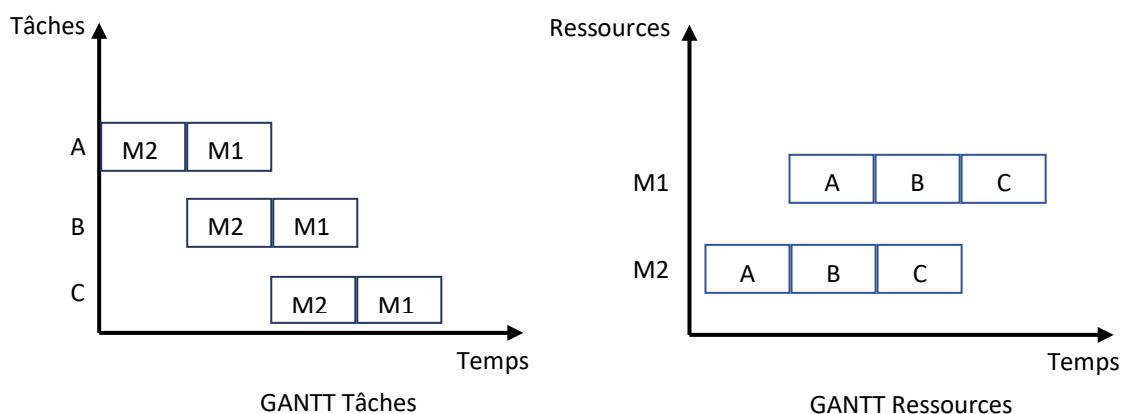 Tâches
A
M2
M1
B
M2
M1
C
M2
M1
Temps
GANTT Tâches
Ressources
M1
A
B
C
M2
A
B
C
Temps
GANTT Ressources